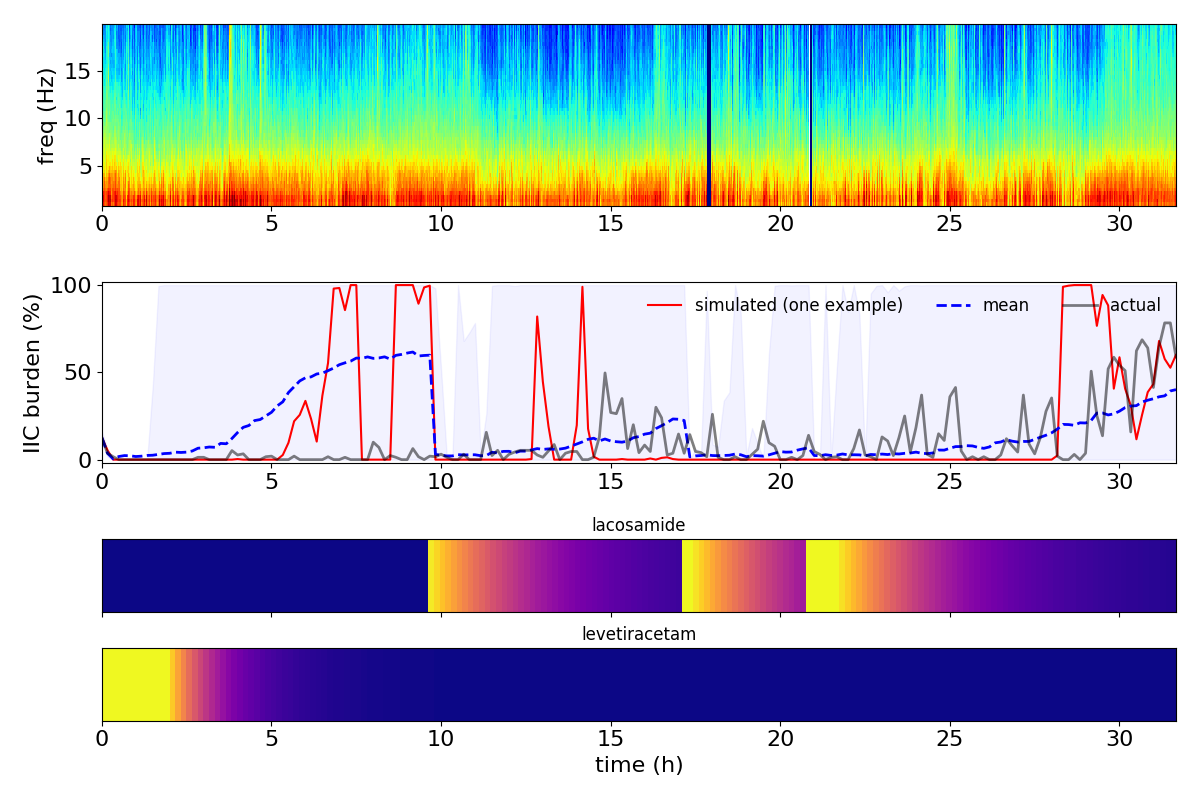 freq (Hz)
15
10
5
0 5 10 15 20 25 30
IIC burden (%)
100
50
0
simulated (one example) mean actual
0 5 10 15 20 25 30
lacosamide
levetiracetam
0 5 10 15 20 25 30
time (h)